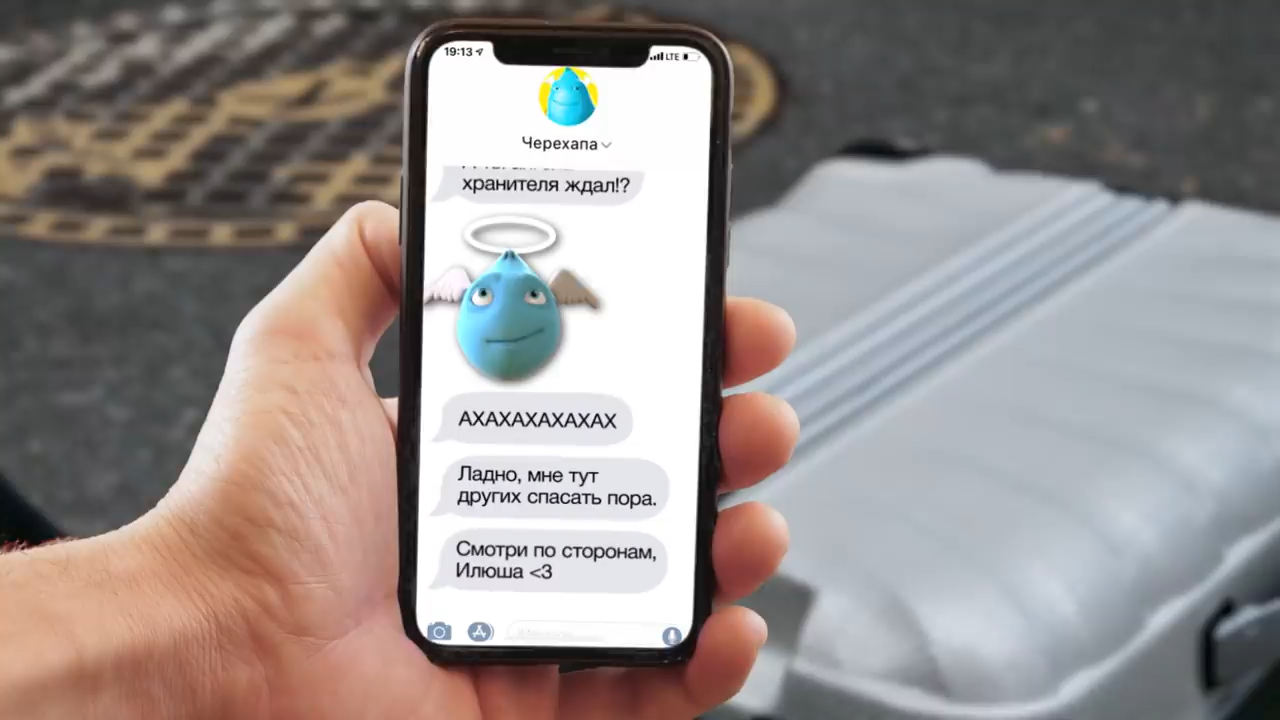 19:13
LTE
Черехапа
хранителя ждал!?
АХАХАХАХАХАХ
Ладно, мне тут
других спасать пора.
Смотри по сторонам,
Илюша <3